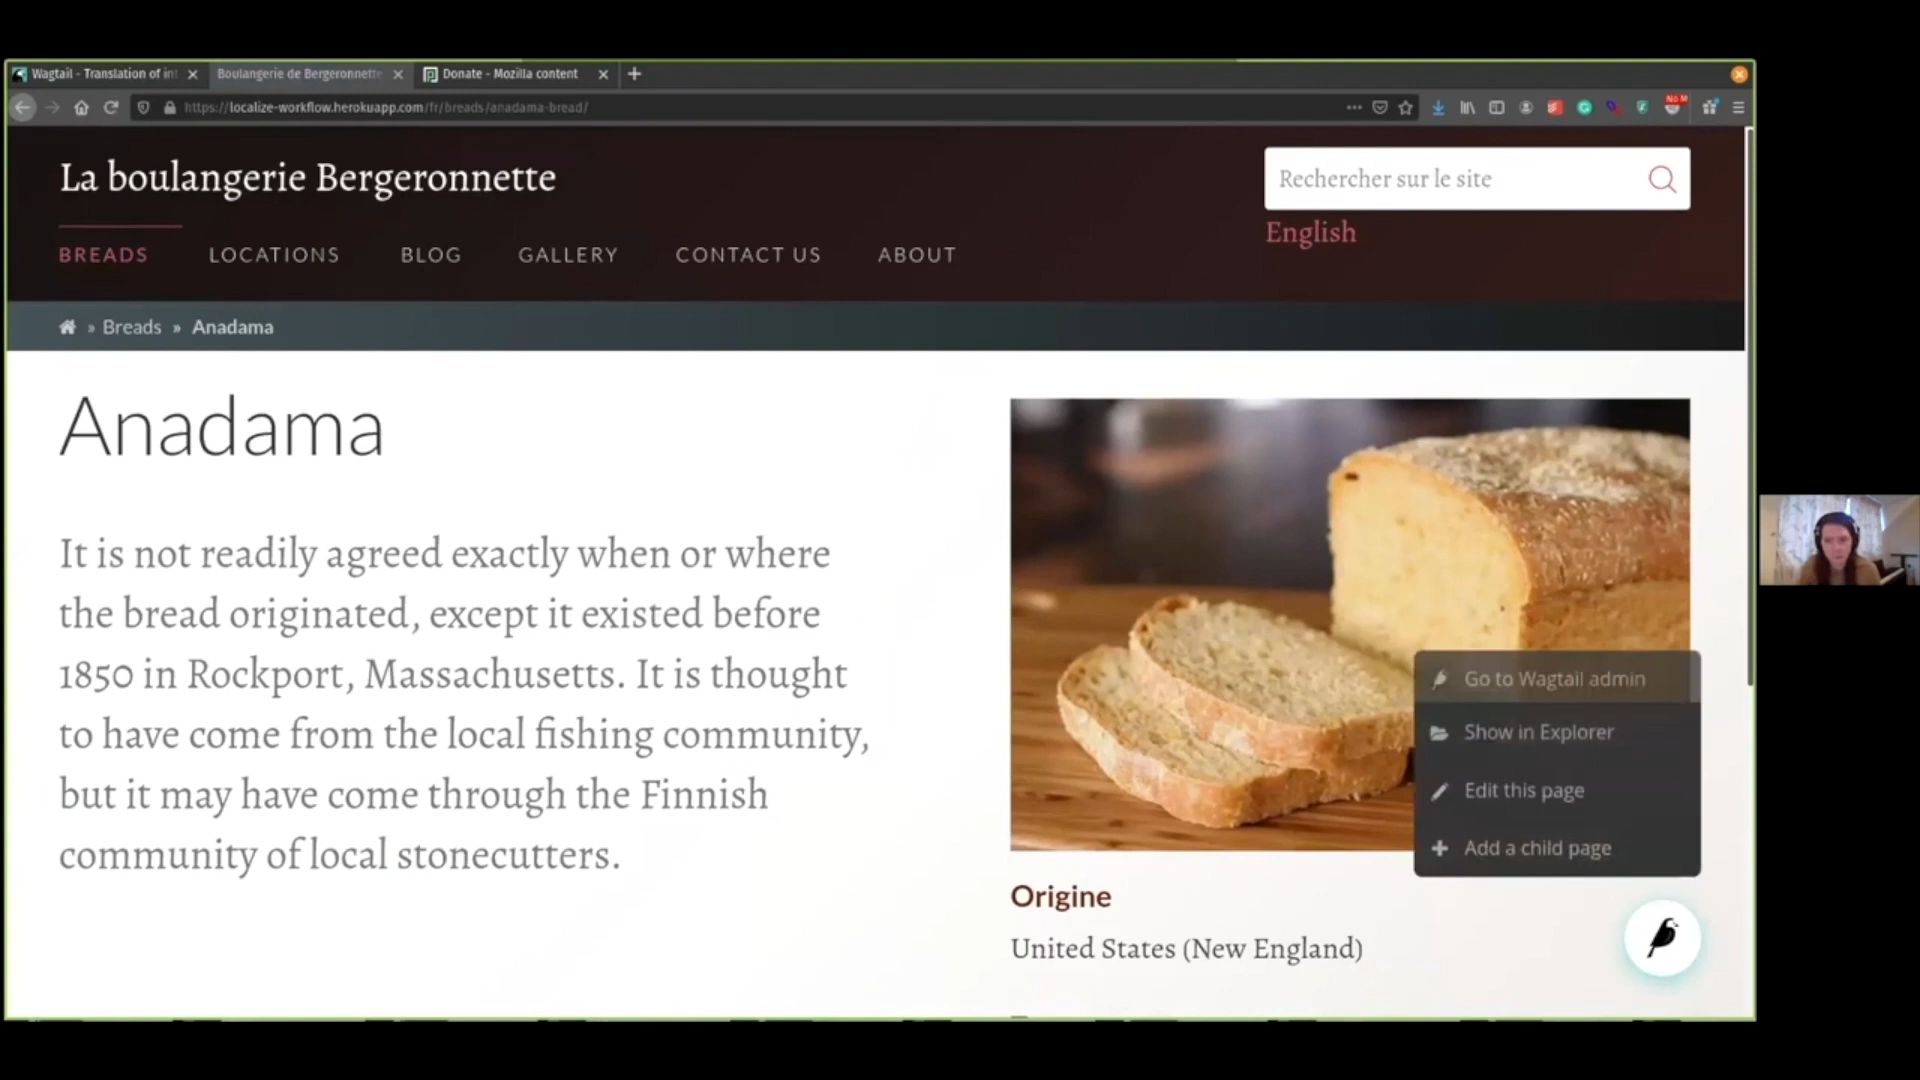 Wagtail - Translation of int
Boulangerie de Bergeronnette
Donate - Mozilla content
https://localize-workflow.herokuapp.com/fr/breads/anadama-bread/
No M
La boulangerie Bergeronnette
Rechercher sur le site
English
BREADS
LOCATIONS
BLOG
GALLERY
CONTACT US
ABOUT
» Breads » Anadama
Anadama
It is not readily agreed exactly when or where
the bread originated, except it existed before
1850 in Rockport, Massachusetts. It is thought
to have come from the local fishing community,
but it may have come through the Finnish
community of local stonecutters.
Go to Wagtail admin
Show in Explorer
Edit this page
Add a child page
Origine
United States (New England)